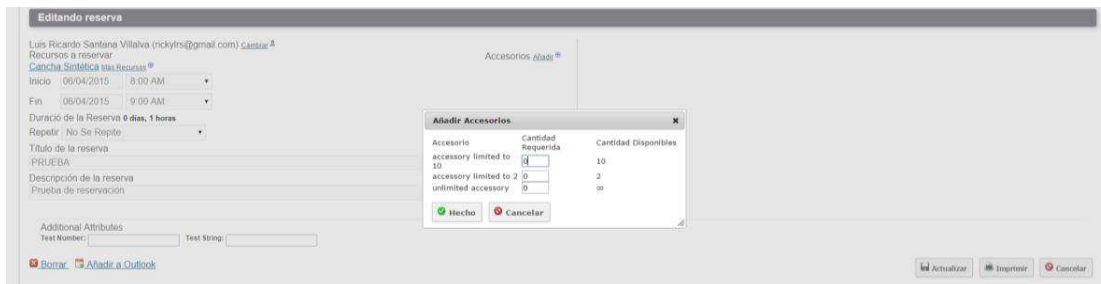 Editando reserva
Luis Ricardo Santana Villalva (rickylrs@gmail.com) Cambiar
Recursos a reservar
Accesorios Añadir
Cancha Sintética Más Recursos
Inicio 06/04/2015 8:00 AM
Fin 06/04/2015 9:00 AM
Duració de la Reserva 0 días, 1 horas
Repetir No Se Repite
Título de la reserva
PRUEBA
Descripción de la reserva
Prueba de reservación
Añadir Accesorios
Accesorio Cantidad Requerida Cantidad Disponibles
accessory limited to 10 0 10
accessory limited to 2 0 2
unlimited accessory 0 ∞
Hecho Cancelar
Additional Attributes
Test Number: Test String:
Borrar Añadir a Outlook
Actualizar Imprimir Cancelar